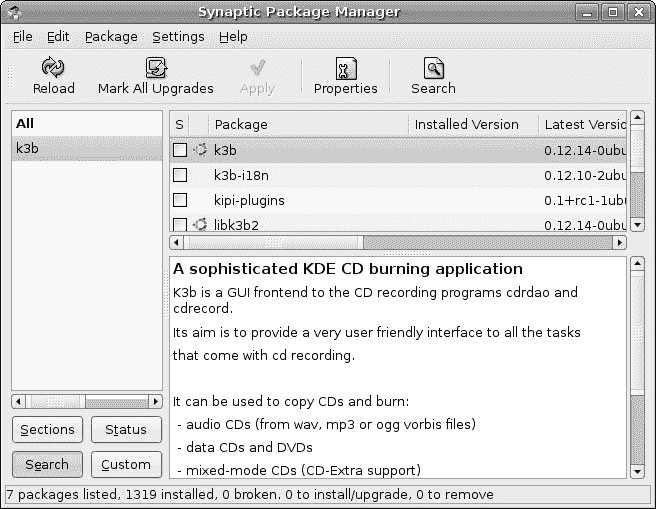 Synaptic Package Manager
File Edit Package Settings Help
Reload Mark All Upgrades Apply Properties Search
All
k3b
S Package Installed Version Latest Versio
k3b 0.12.14-0ubu
k3b-i18n 0.12.10-2ubu
kipi-plugins 0.1+rc1-1ubu
libk3b2 0.12.14-0ubu
A sophisticated KDE CD burning application
K3b is a GUI frontend to the CD recording programs cdrdao and
cdrecord.
Its aim is to provide a very user friendly interface to all the tasks
that come with cd recording.
It can be used to copy CDs and burn:
- audio CDs (from wav, mp3 or ogg vorbis files)
- data CDs and DVDs
- mixed-mode CDs (CD-Extra support)
Sections Status
Search Custom
7 packages listed, 1319 installed, 0 broken. 0 to install/upgrade, 0 to remove